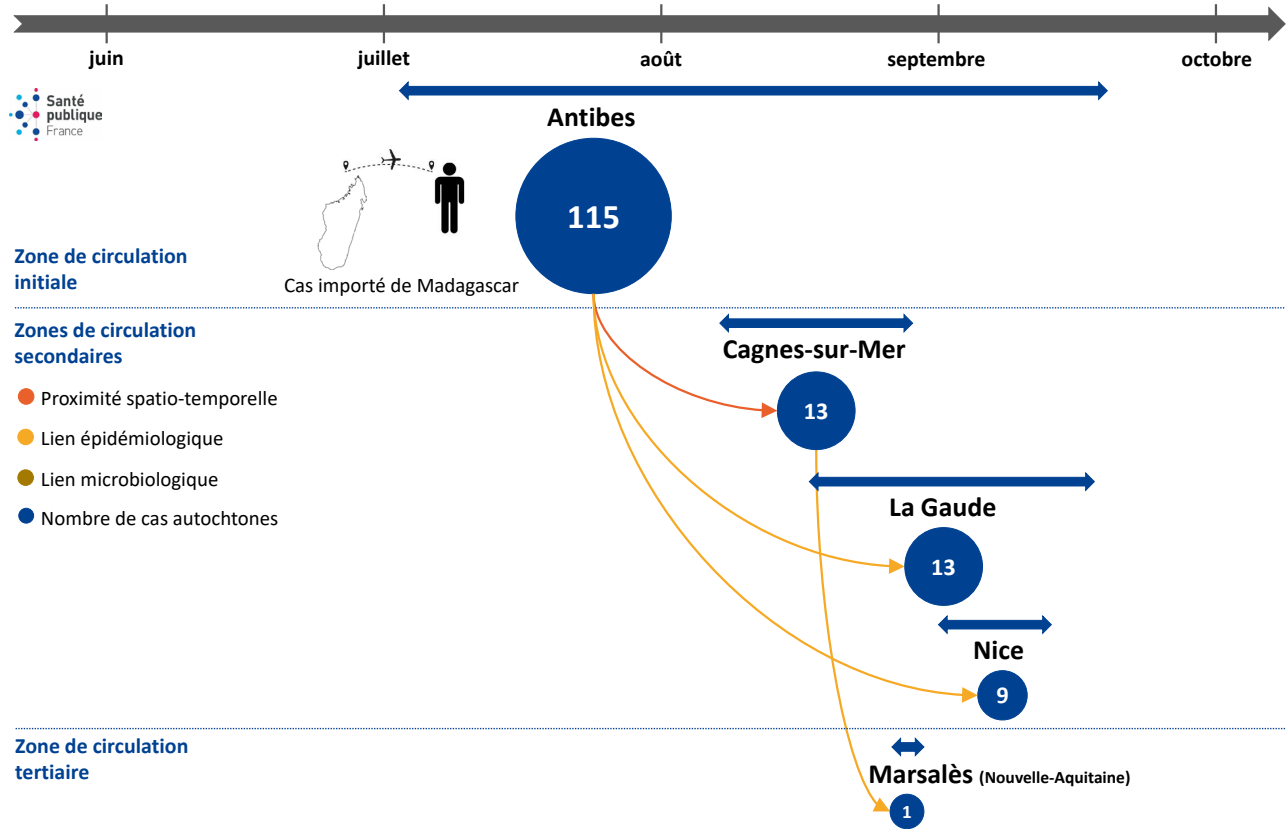 juin juillet août septembre octobre
Santé
publique
France
Antibes
115
Zone de circulation
initiale
Cas importé de Madagascar
Zones de circulation
secondaires
Proximité spatio-temporelle
Lien épidémiologique
Lien microbiologique
Nombre de cas autochtones
Cagnes-sur-Mer
13
La Gaude
13
Nice
9
Zone de circulation
tertiaire
Marsalès (Nouvelle-Aquitaine)
1